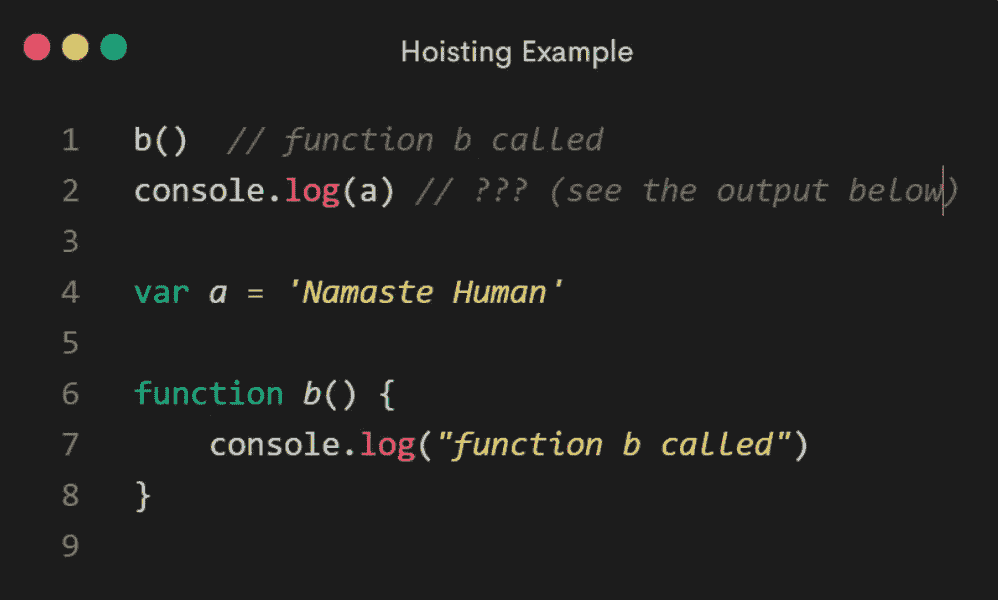 Hoisting Example
1 b() // function b called
2 console.log(a) // ??? (see the output below)
3
4 var a = 'Namaste Human'
5
6 function b() {
7     console.log("function b called")
8 }
9